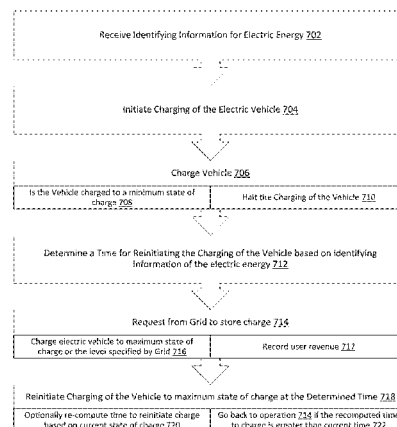 Receive Identifying Information for Electric Energy 702
Initiate Charging of the Electric Vehicle 704
Charge Vehicle 706
Is the Vehicle charged to a minimum state of
charge 708
Halt the Charging of the Vehicle 710
Determine a Time for Reinitiating the Charging of the Vehicle based on identifying
information of the electric energy 712
Request from Grid to store charge 714
Charge electric vehicle to maximum state of
charge or the level specified by Grid 716
Record user revenue 717
Reinitiate Charging of the Vehicle to maximum state of charge at the Determined Time 718
Optionally re-compute time to reinitiate charge
based on current state of charge 720
Go back to operation 714 if the recomputed time
to charge is greater than current time 722